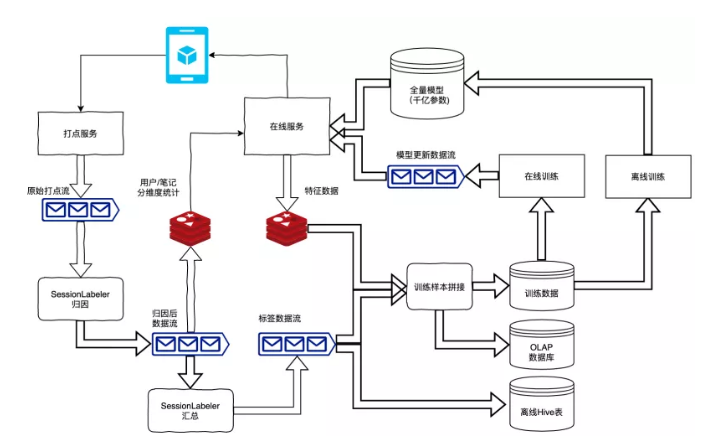 全量模型
（千亿参数）
打点服务
在线服务
用户/笔记
分维度统计
特征数据
模型更新数据流
在线训练
离线训练
原始打点流
SessionLabeler
归因
归因后
数据流
标签数据流
训练样本拼接
训练数据
OLAP
数据库
SessionLabeler
汇总
离线Hive表